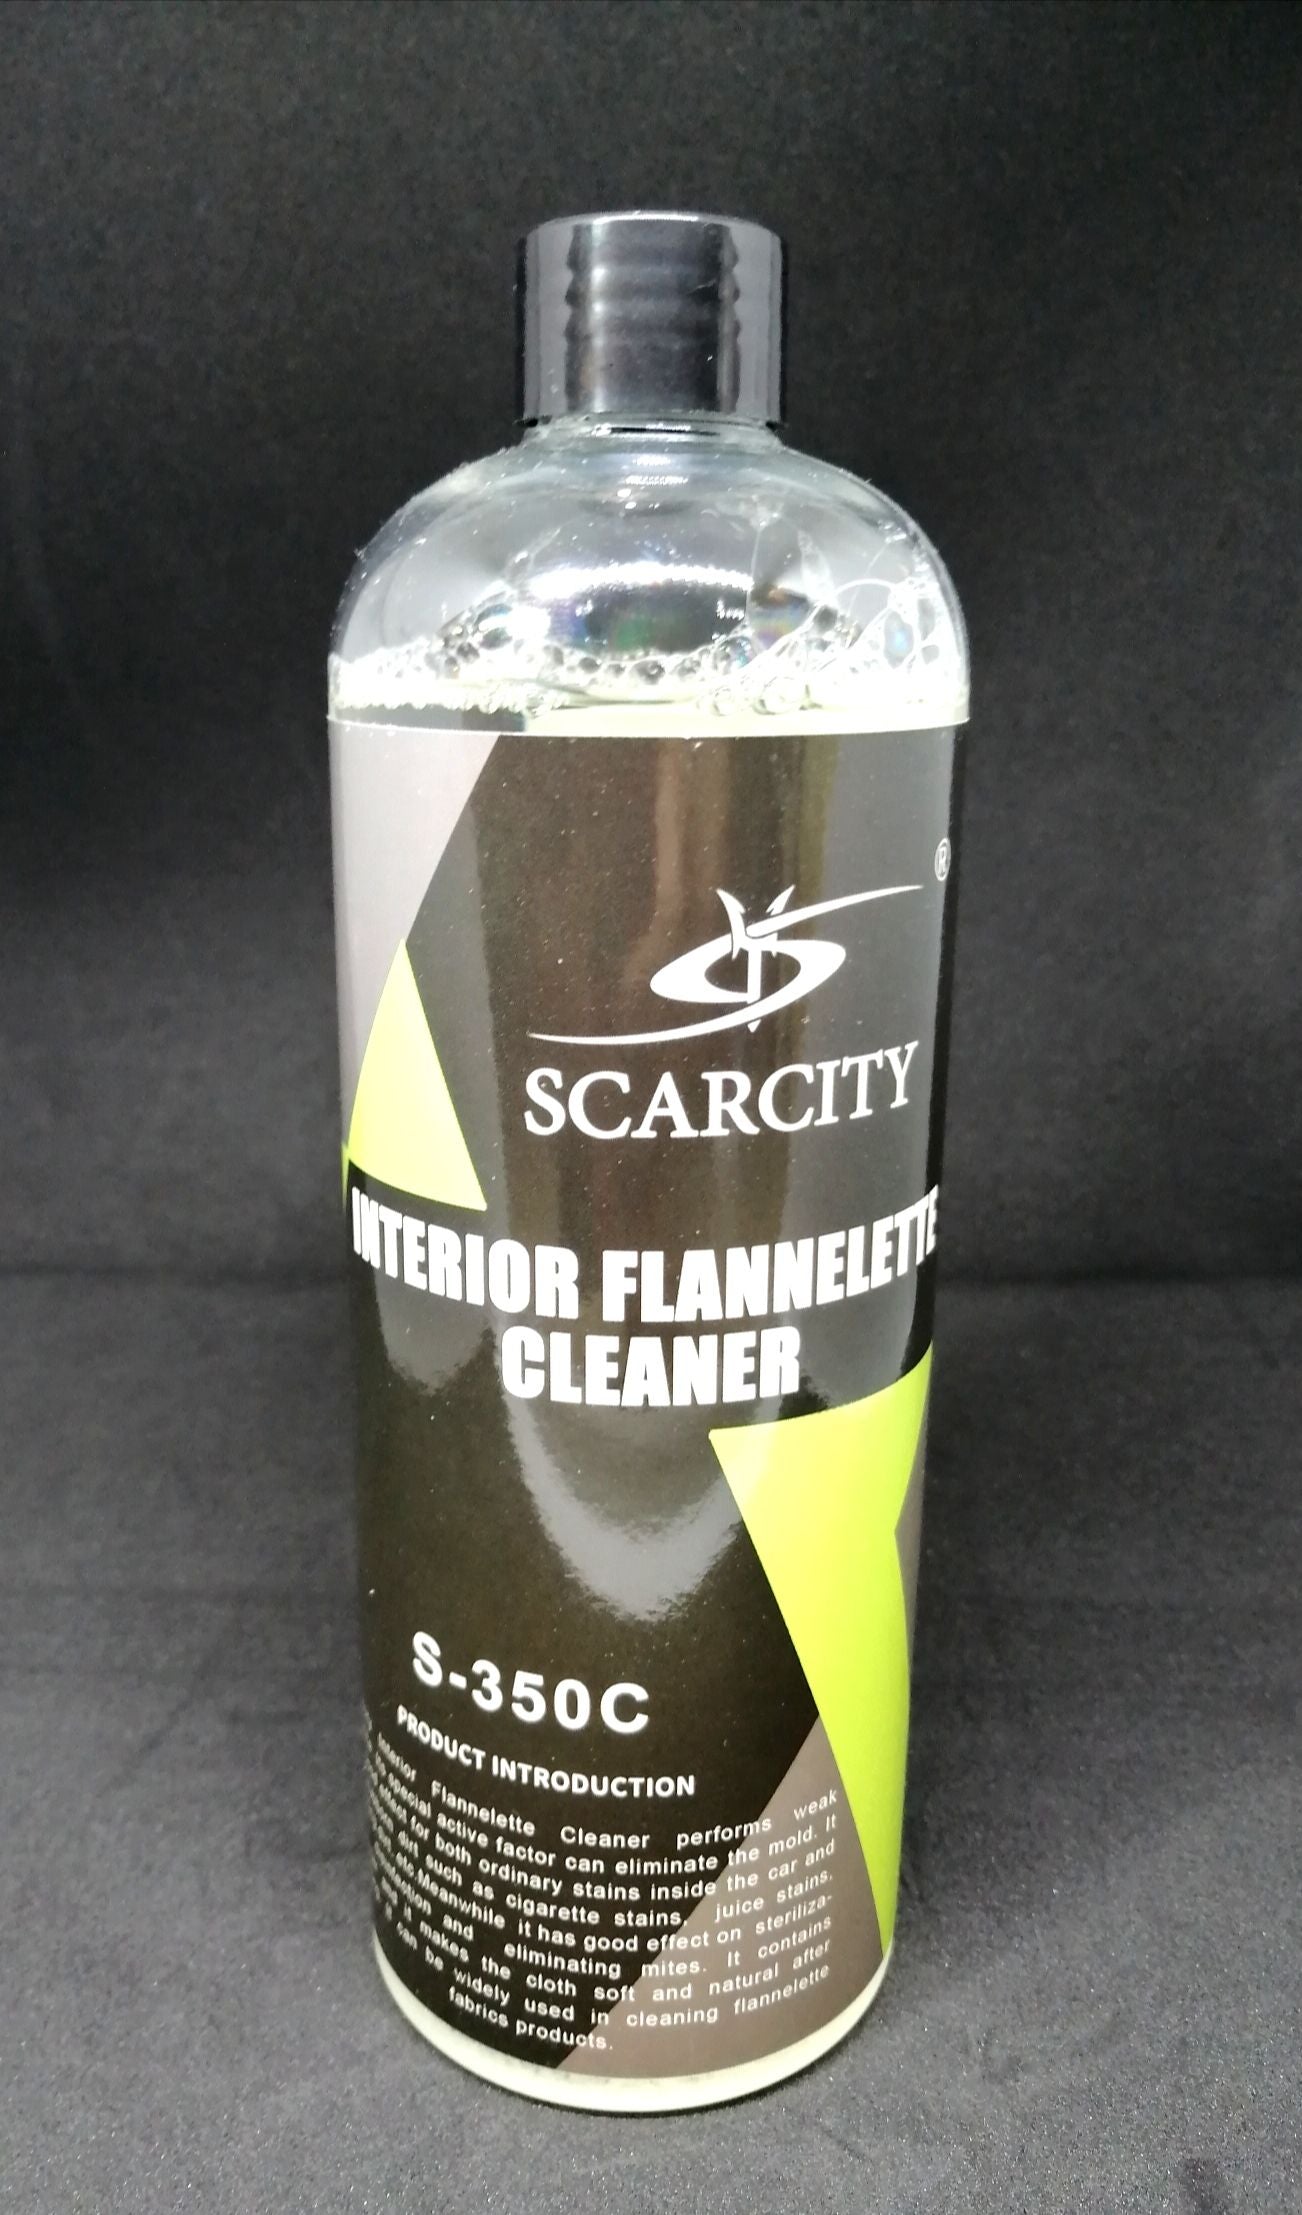 ®
SCARCITY
INTERIOR FLANNELETTE
CLEANER
S-350C
PRODUCT INTRODUCTION
Interior Flannelette Cleaner performs weak
special active factor can eliminate the mold. It
for both ordinary stains inside the car and
dirt such as cigarette stains, juice stains.
etc. Meanwhile it has good effect on steriliza-
and eliminating mites. It contains
it makes the cloth soft and natural after
can be widely used in cleaning flannelette
fabrics products.